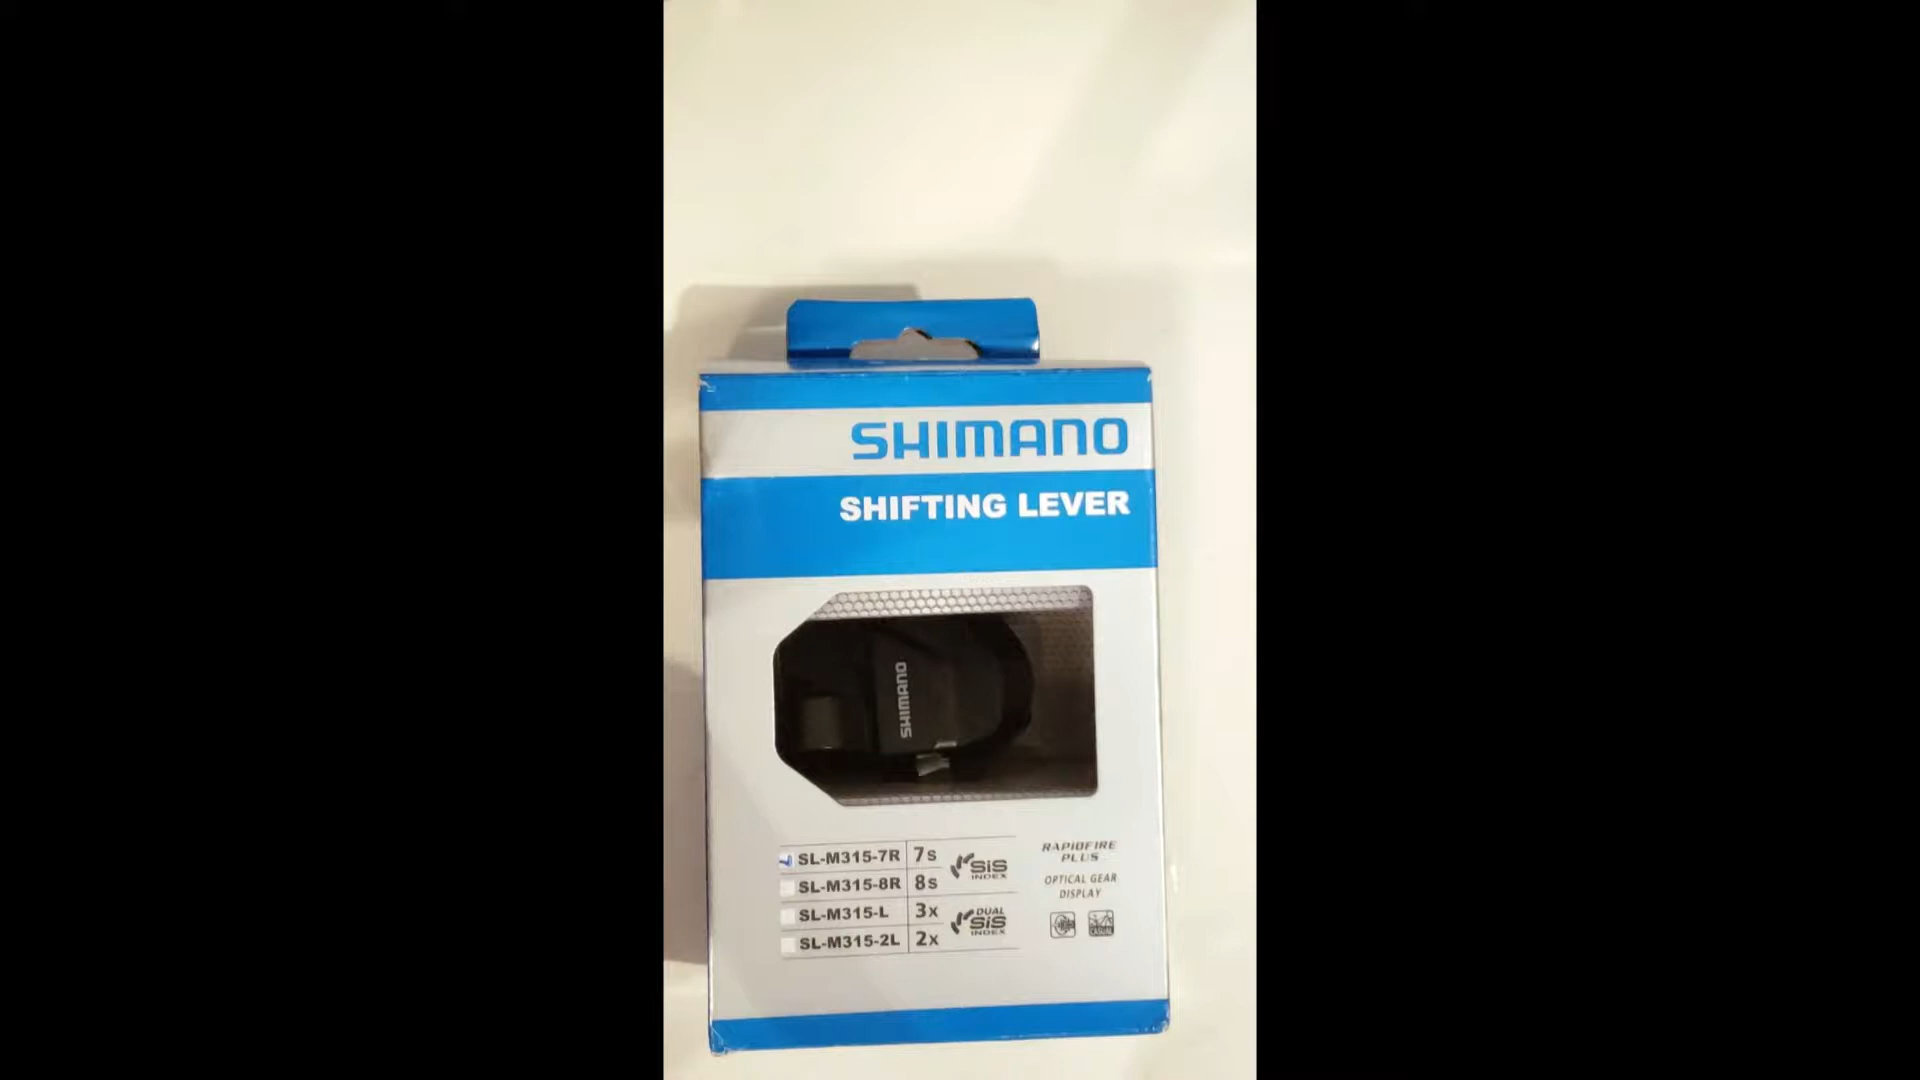 SHIMANO
SHIFTING LEVER
SHIMANO
SL-M315-7R 7s
SL-M315-8R 8s
SiS
INDEX
SL-M315-L 3x
SL-M315-2L 2x
DUAL
SiS
INDEX
RAPIDFIRE
PLUS
OPTICAL GEAR
DISPLAY
CASUAL